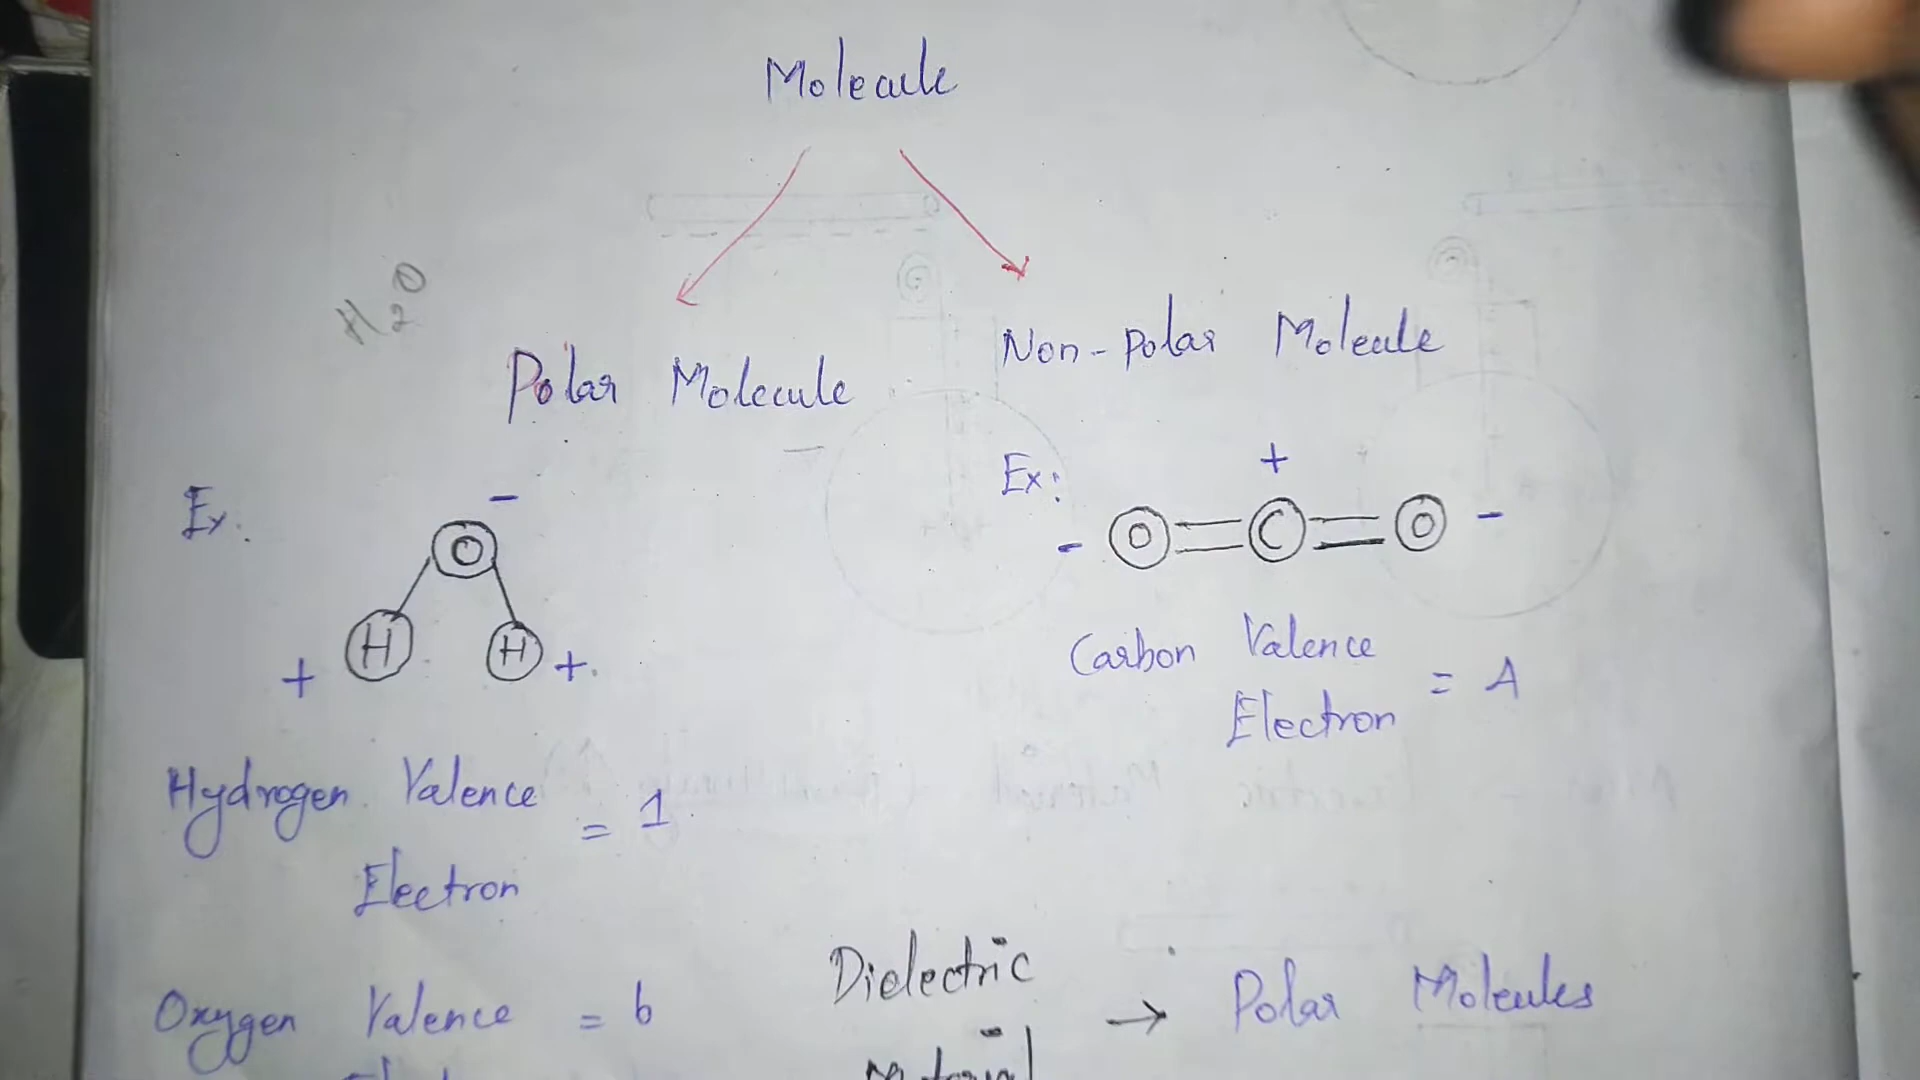 Molecule
H2O
Polar Molecule
Non-polar Molecule
Ex:
-
O
H
H
+
+
Ex:
+
- O = C = O -
Carbon Valence
Electron = 4
Hydrogen Valence
= 1
Electron
Oxygen Valence = 6
Dielectric
→ Polar Molecules
Material